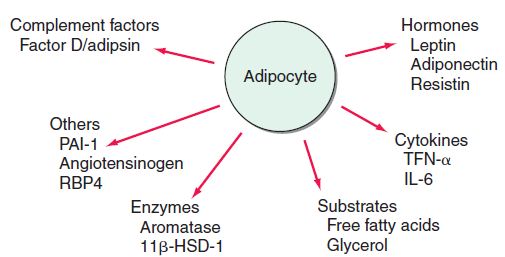 Complement factors
Factor D/adipsin
Hormones
Leptin
Adiponectin
Resistin
Adipocyte
Others
PAI-1
Angiotensinogen
RBP4
Cytokines
TFN-α
IL-6
Enzymes
Aromatase
11β-HSD-1
Substrates
Free fatty acids
Glycerol